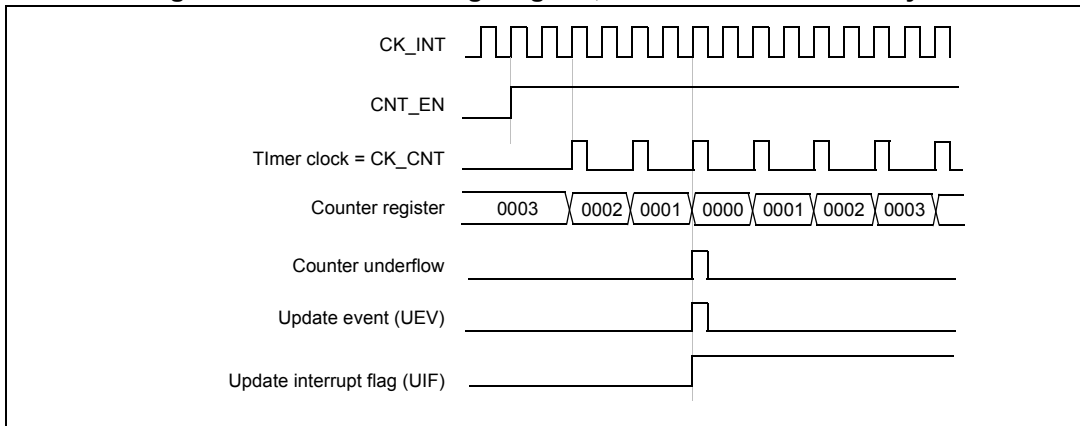 CK_INT
CNT_EN
TImer clock = CK_CNT
Counter register 0003 0002 0001 0000 0001 0002 0003
Counter underflow
Update event (UEV)
Update interrupt flag (UIF)